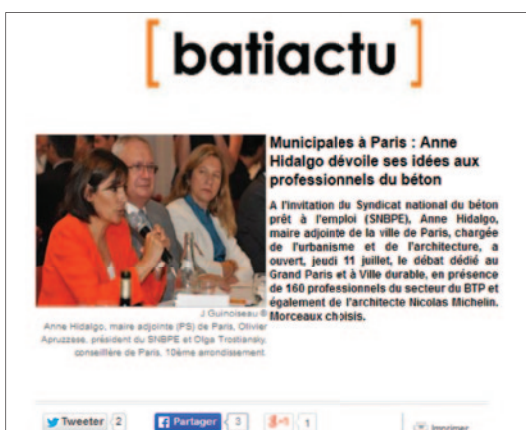 [batiactu]
Municipales à Paris : Anne
Hidalgo dévoile ses idées aux
professionnels du béton
A l'invitation du Syndicat national du béton
prêt à l'emploi (SNBPE), Anne Hidalgo,
maire adjointe de la ville de Paris, chargée
de l'urbanisme et de l'architecture, a
ouvert, jeudi 11 juillet, le débat dédié au
Grand Paris et à Ville durable, en présence
de 160 professionnels du secteur du BTP et
également de l'architecte Nicolas Michelin.
Morceaux choisis.
J.Guinoiseau ©
Anne Hidalgo, maire adjointe (PS) de Paris, Olivier
Apruzzase, président du SNBPE et Olga Trostiansky,
conseillère de Paris, 10ème arrondissement.
Tweeter 2 Partager 3 g+1 1 Imprimer